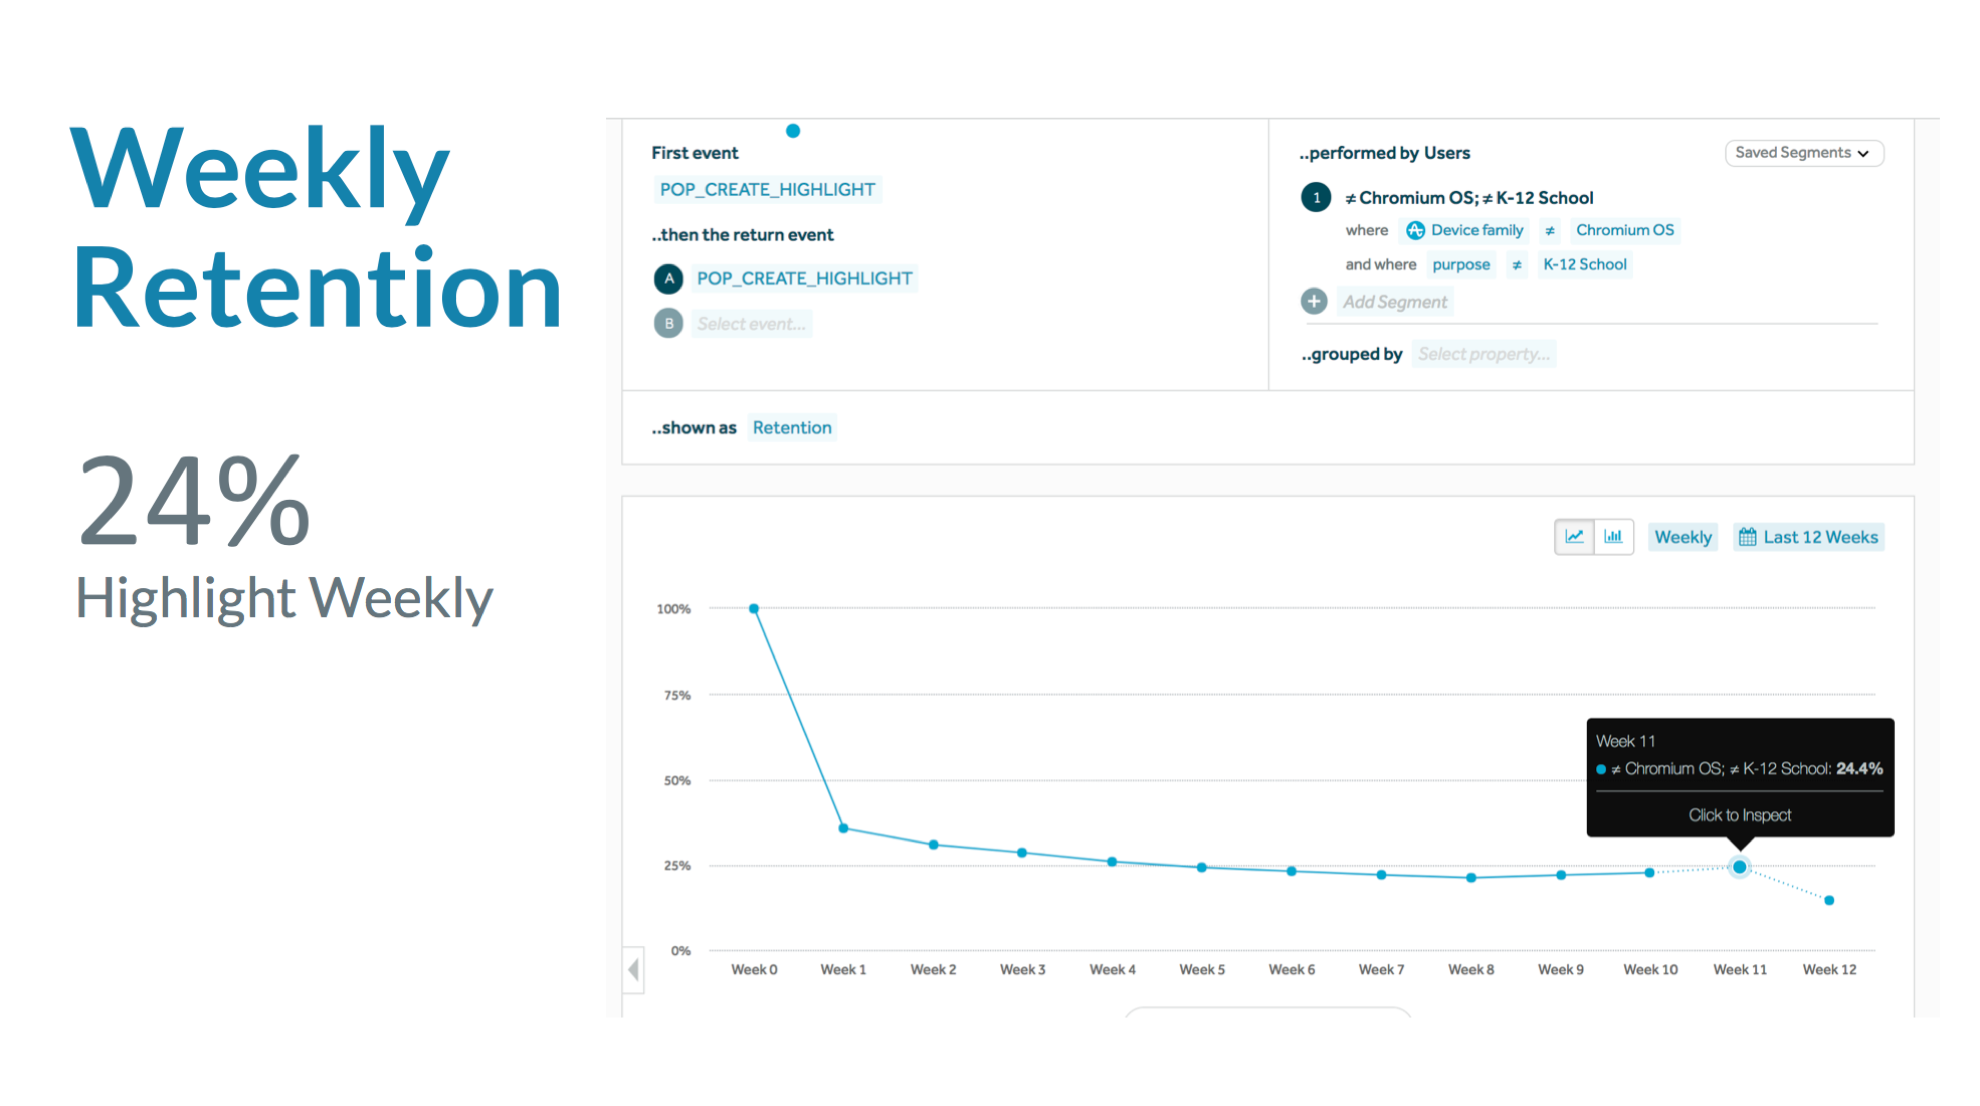 Weekly
Retention
24%
Highlight Weekly
First event
POP_CREATE_HIGHLIGHT
..then the return event
A POP_CREATE_HIGHLIGHT
B Select event...
..performed by Users
Saved Segments
1 ≠ Chromium OS; ≠ K-12 School
where Device family ≠ Chromium OS
and where purpose ≠ K-12 School
+ Add Segment
..grouped by Select property...
..shown as Retention
Weekly Last 12 Weeks
100%
75%
50%
25%
0%
Week 11
≠ Chromium OS; ≠ K-12 School: 24.4%
Click to Inspect
Week 0 Week 1 Week 2 Week 3 Week 4 Week 5 Week 6 Week 7 Week 8 Week 9 Week 10 Week 11 Week 12